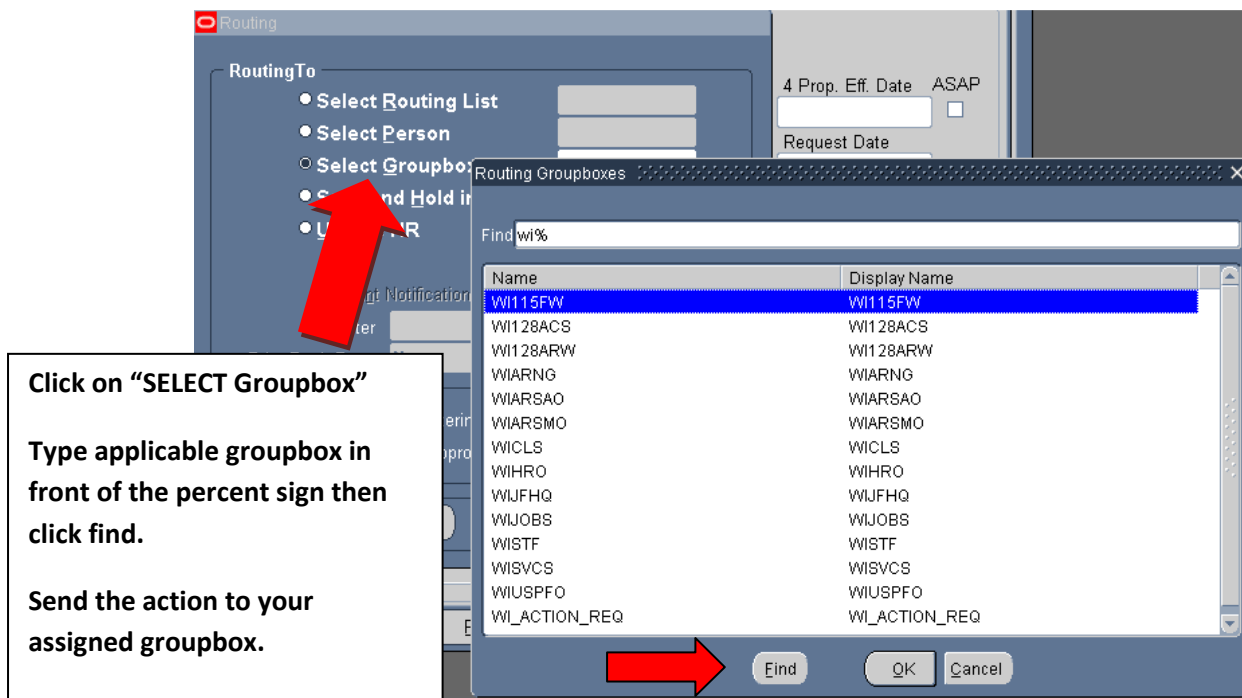 Routing
RoutingTo
Select Routing List
Select Person
Select Groupbox
nd Hold in
4 Prop. Eff. Date ASAP
Request Date
Notification
Routing Groupboxes
Find wi%
Name Display Name
WI115FW WI115FW
WI128ACS WI128ACS
WI128ARW WI128ARW
WIARNG WIARNG
WIARSAO WIARSAO
WIARSMO WIARSMO
WICLS WICLS
WIHRO WIHRO
WIJFHQ WIJFHQ
WIJOBS WIJOBS
WISTF WISTF
WISVCS WISVCS
WIUSPFO WIUSPFO
WI_ACTION_REQ WI_ACTION_REQ
Find OK Cancel
Click on “SELECT Groupbox”
Type applicable groupbox in
front of the percent sign then
click find.
Send the action to your
assigned groupbox.